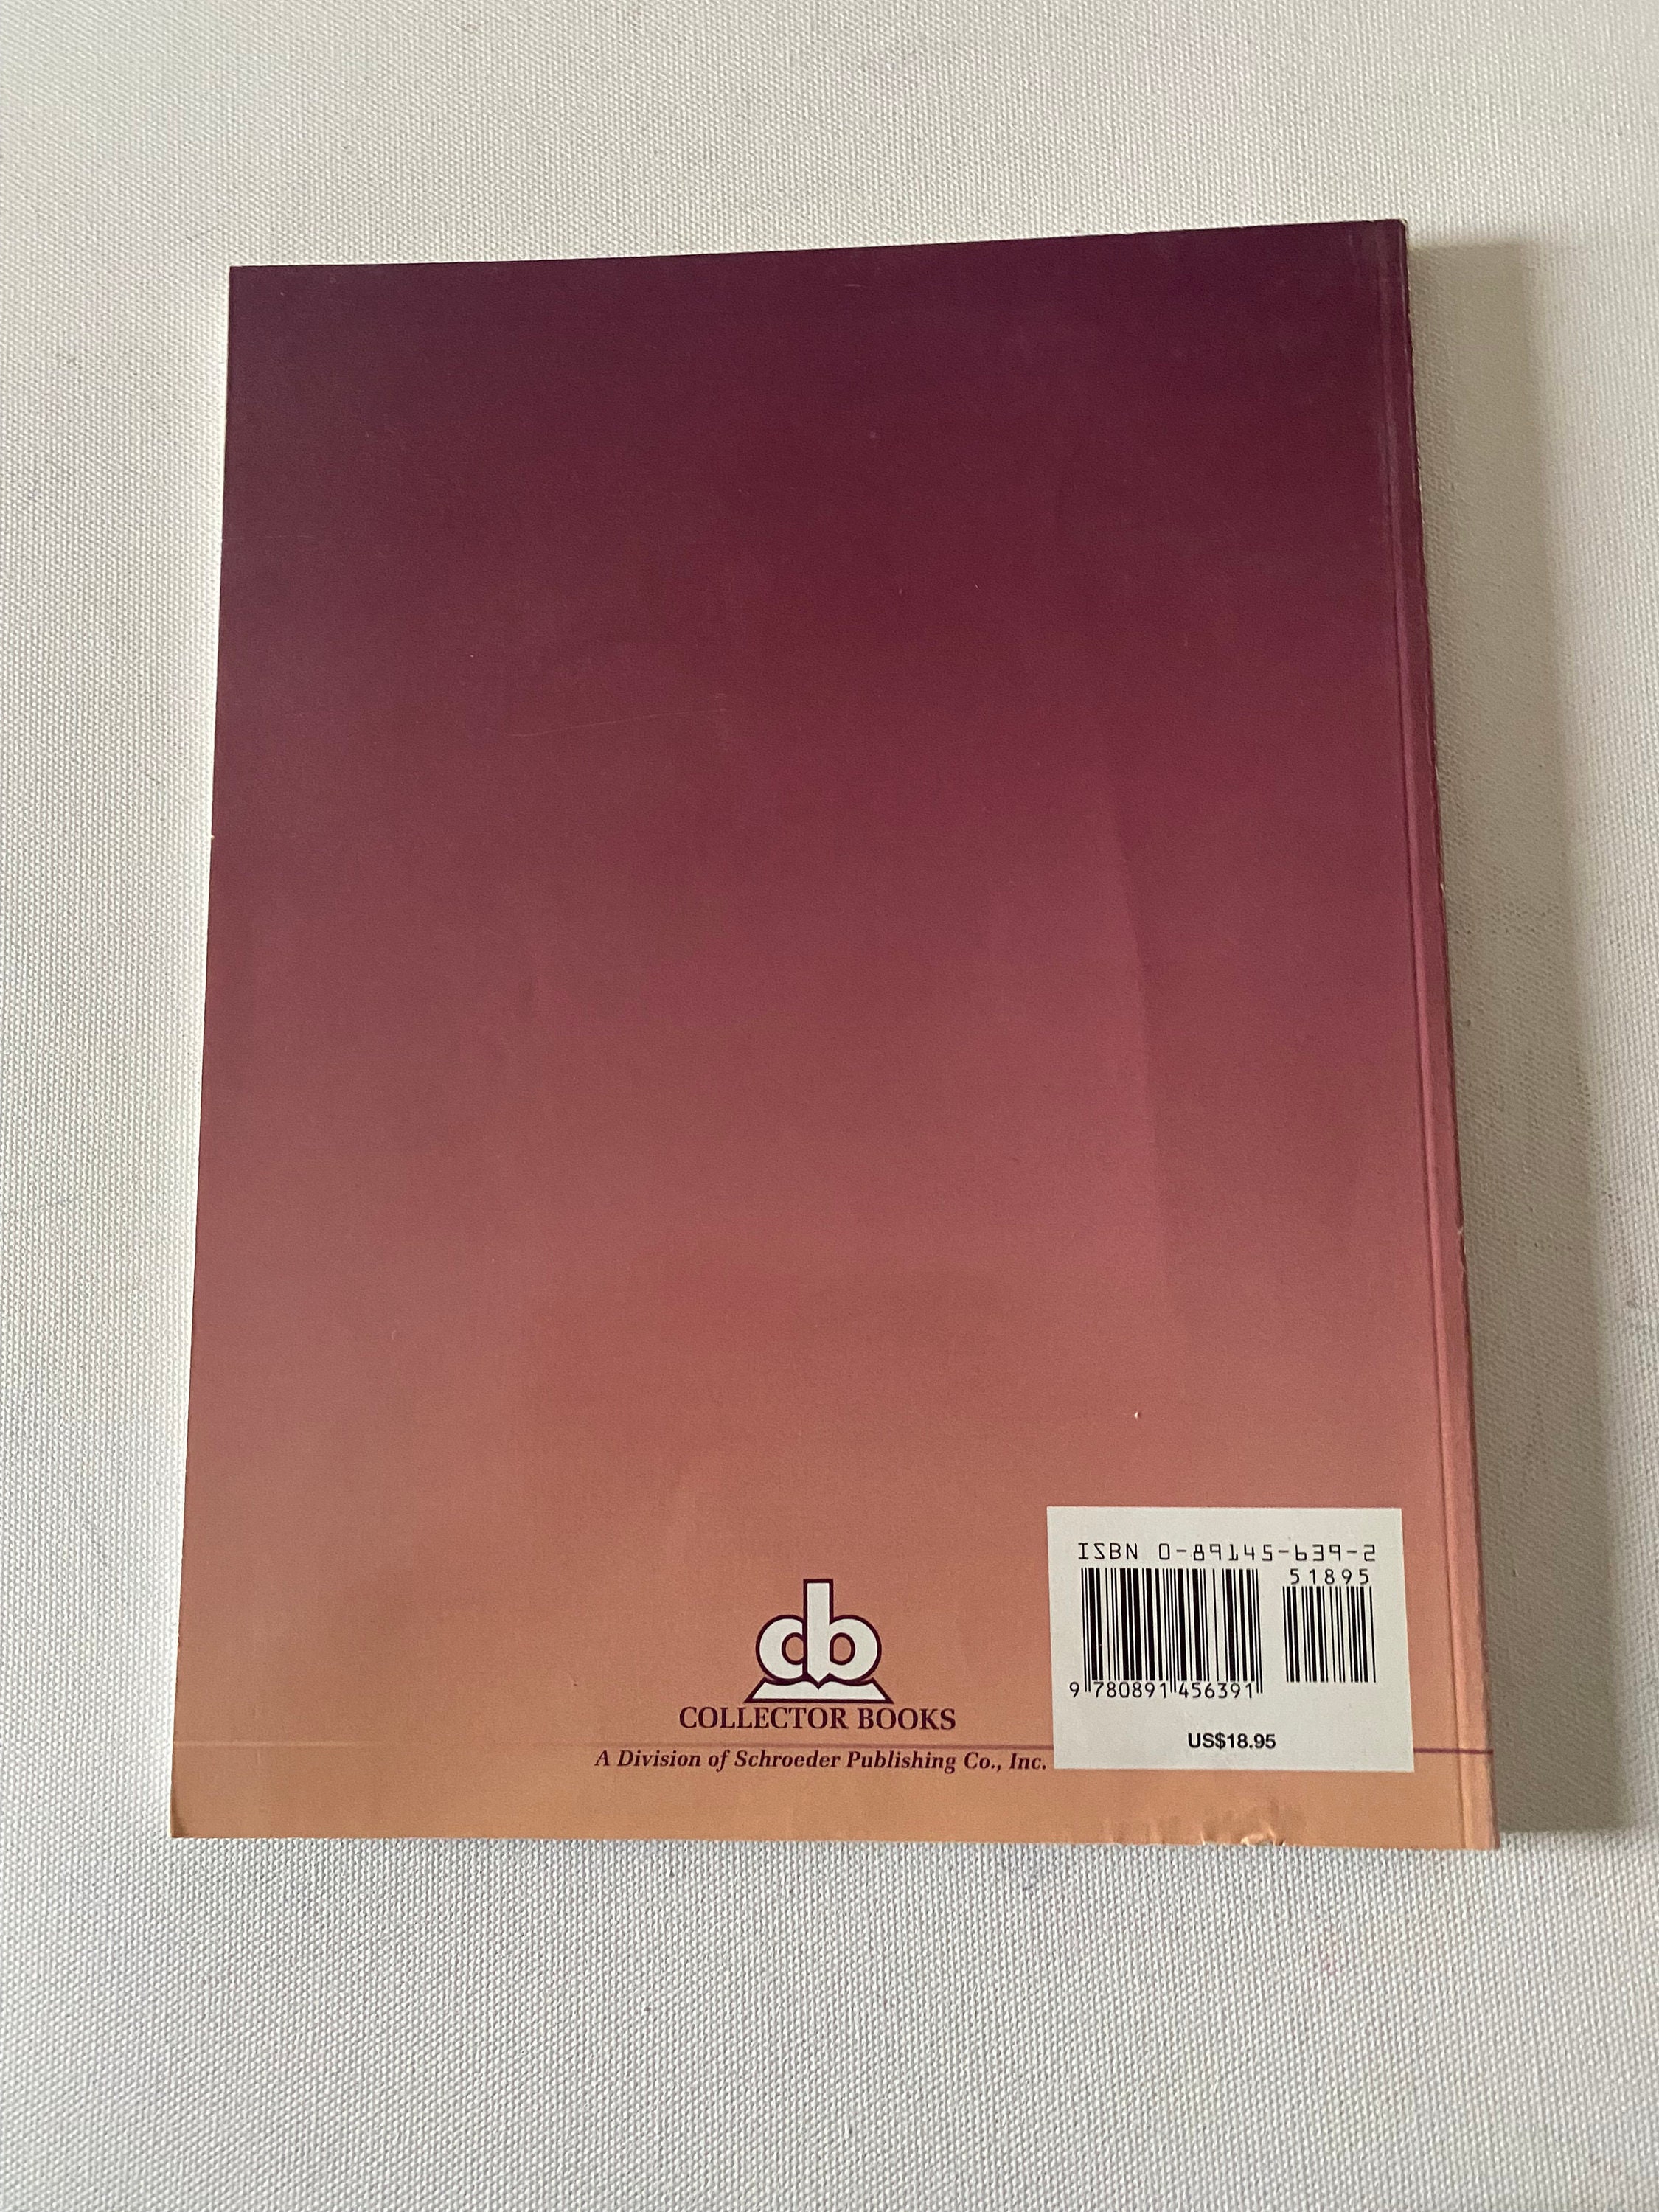 cb
COLLECTOR BOOKS
A Division of Schroeder Publishing Co., Inc.
ISBN 0-89145-639-2
51895
9 780891 456391
US$18.95